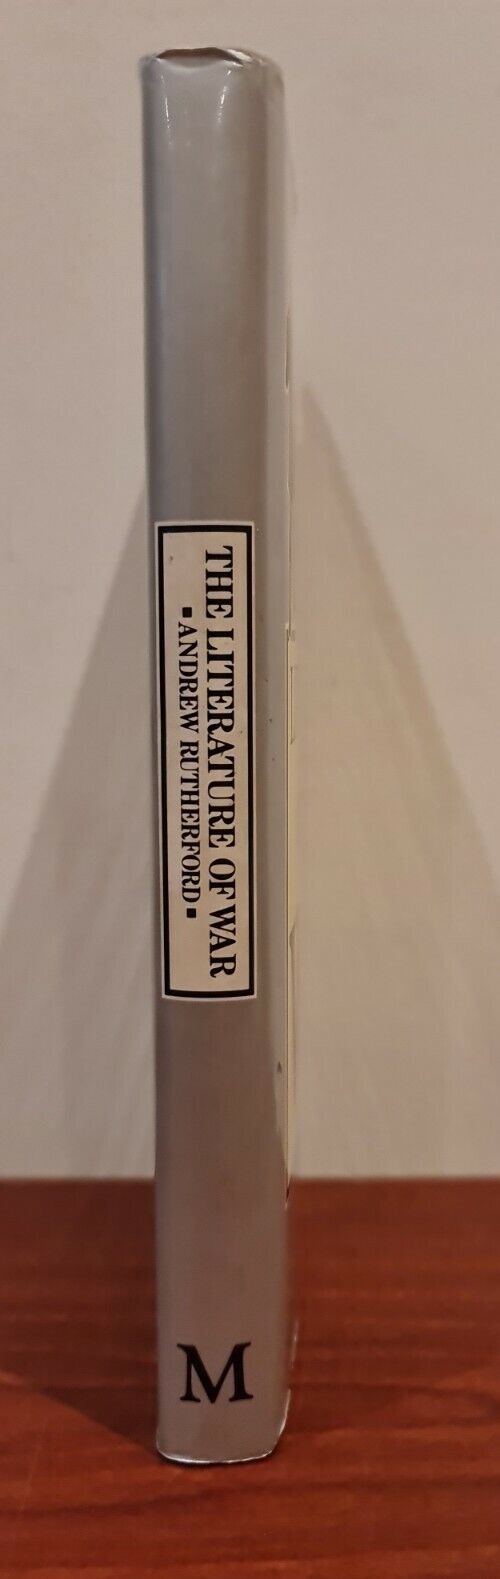 THE LITERATURE OF WAR
▪ ANDREW RUTHERFORD ▪
M